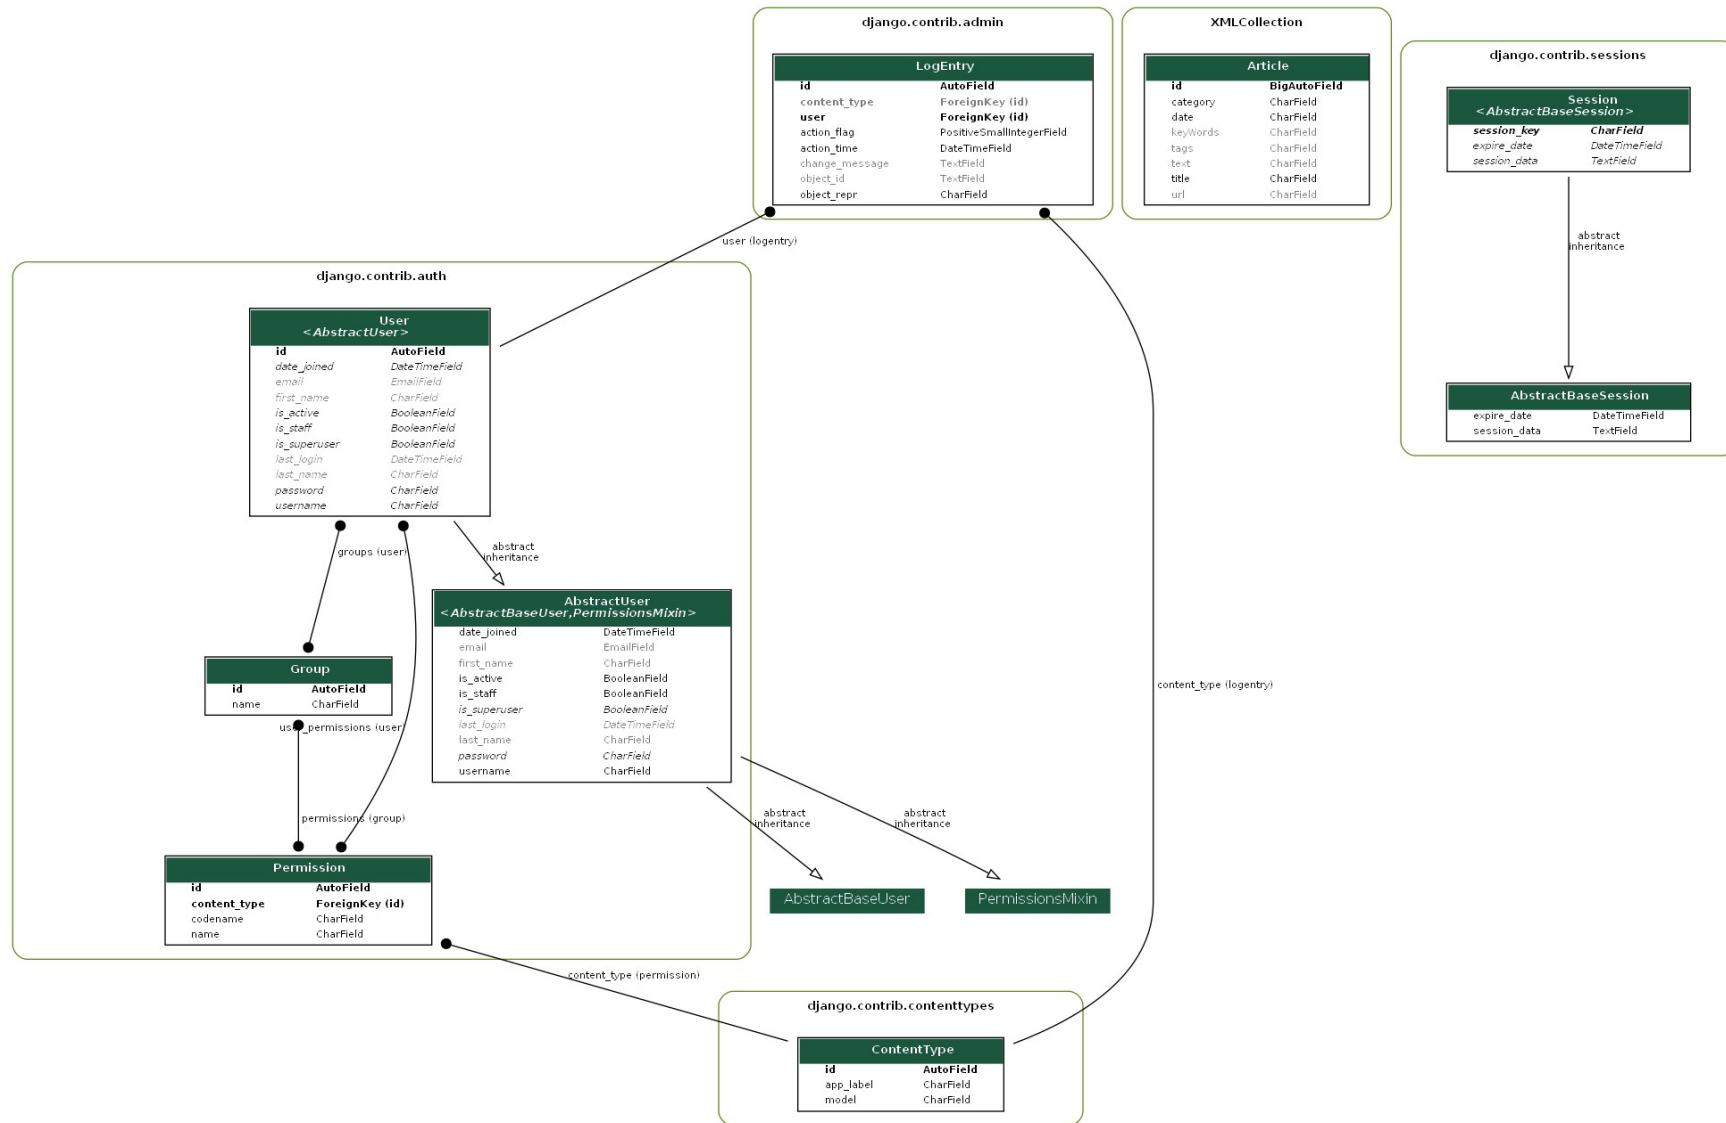 django.contrib.admin
LogEntry
id AutoField
content_type ForeignKey (id)
user ForeignKey (id)
action_flag PositiveSmallIntegerField
action_time DateTimeField
change_message TextField
object_id TextField
object_repr CharField
XMLCollection
Article
id BigAutoField
category CharField
date CharField
keyWords CharField
tags CharField
text CharField
title CharField
url CharField
django.contrib.sessions
Session
<AbstractBaseSession>
session_key CharField
expire_date DateTimeField
session_data TextField
abstract
inheritance
AbstractBaseSession
expire_date DateTimeField
session_data TextField
user (logentry)
django.contrib.auth
User
<AbstractUser>
id AutoField
date_joined DateTimeField
email EmailField
first_name CharField
is_active BooleanField
is_staff BooleanField
is_superuser BooleanField
last_login DateTimeField
last_name CharField
password CharField
username CharField
groups (user)
abstract
inheritance
AbstractUser
<AbstractBaseUser,PermissionsMixin>
date_joined DateTimeField
email EmailField
first_name CharField
is_active BooleanField
is_staff BooleanField
is_superuser BooleanField
last_login DateTimeField
last_name CharField
password CharField
username CharField
Group
id AutoField
name CharField
user_permissions (user)
permissions (group)
content_type (logentry)
abstract
inheritance
abstract
inheritance
Permission
id AutoField
content_type ForeignKey (id)
codename CharField
name CharField
AbstractBaseUser
PermissionsMixin
content_type (permission)
django.contrib.contenttypes
ContentType
id AutoField
app_label CharField
model CharField